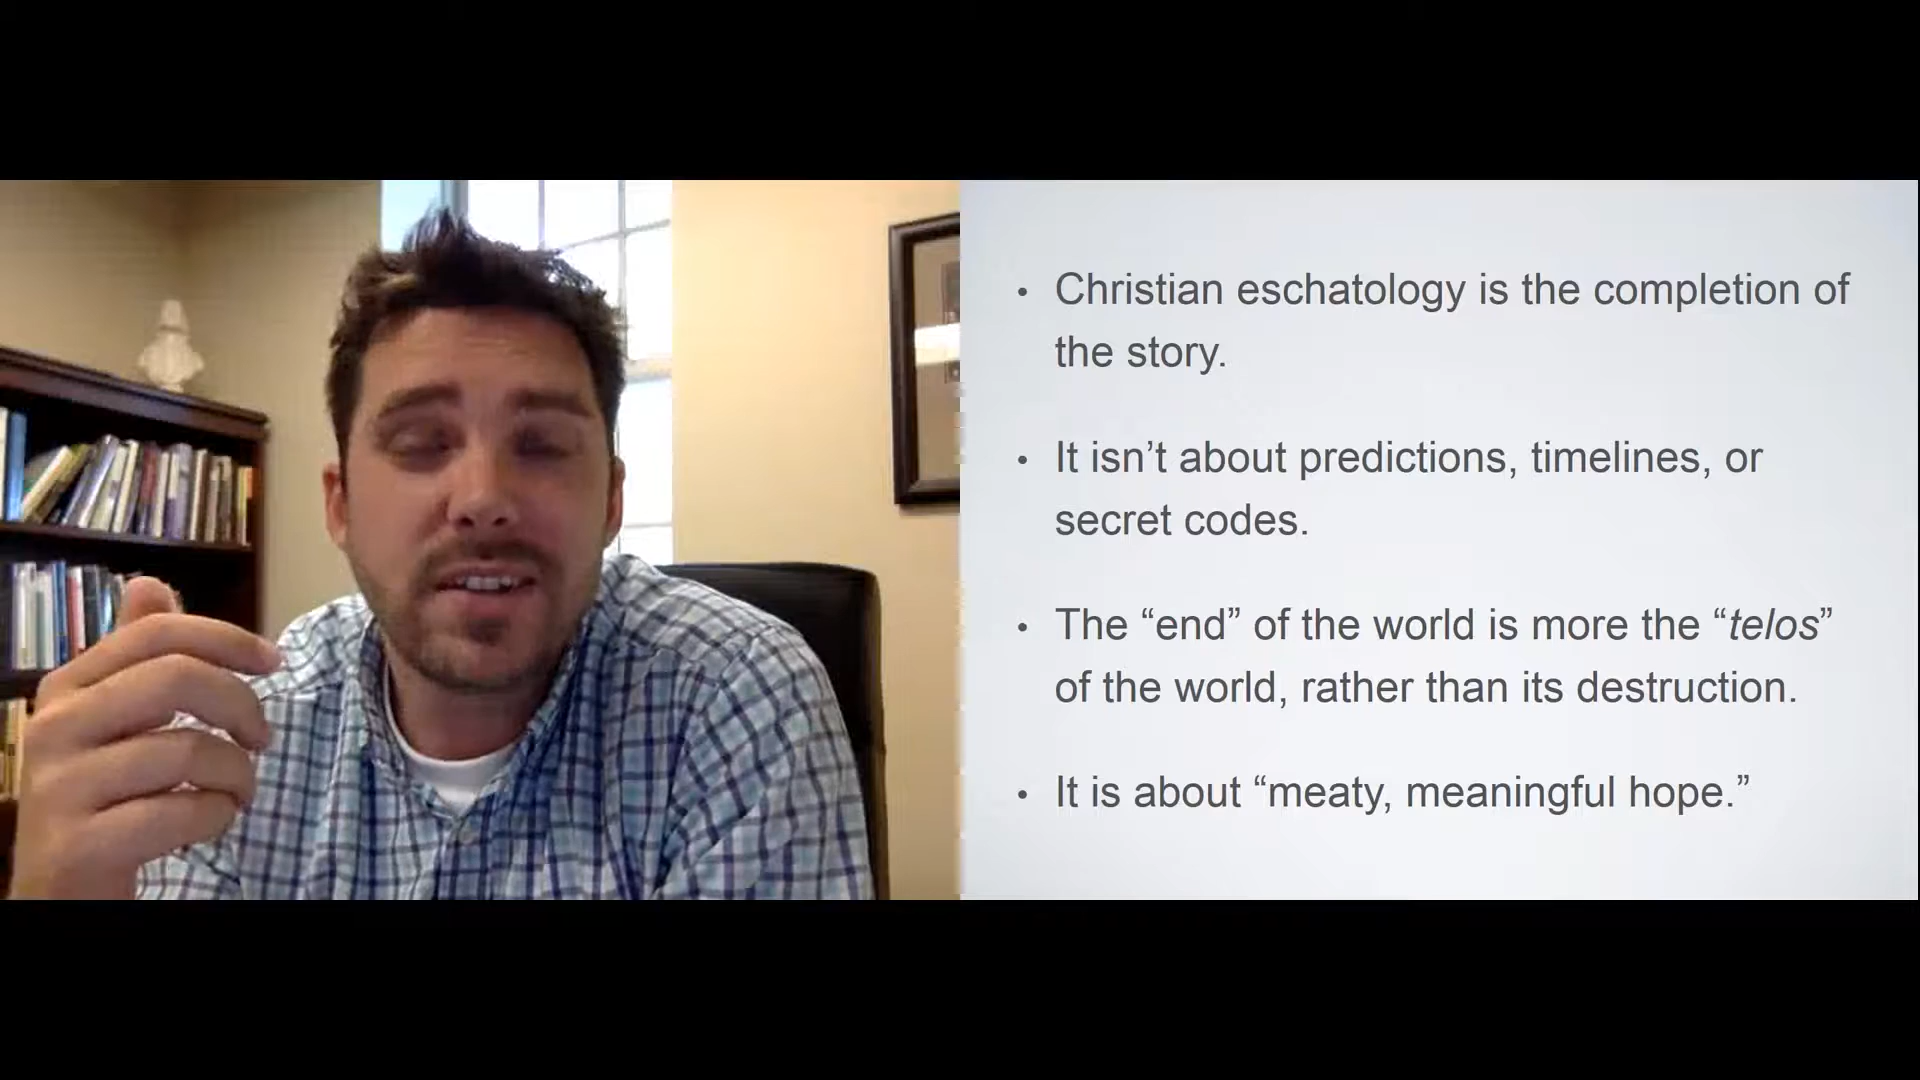 • Christian eschatology is the completion of
the story.
• It isn’t about predictions, timelines, or
secret codes.
• The “end” of the world is more the “telos”
of the world, rather than its destruction.
• It is about “meaty, meaningful hope.”